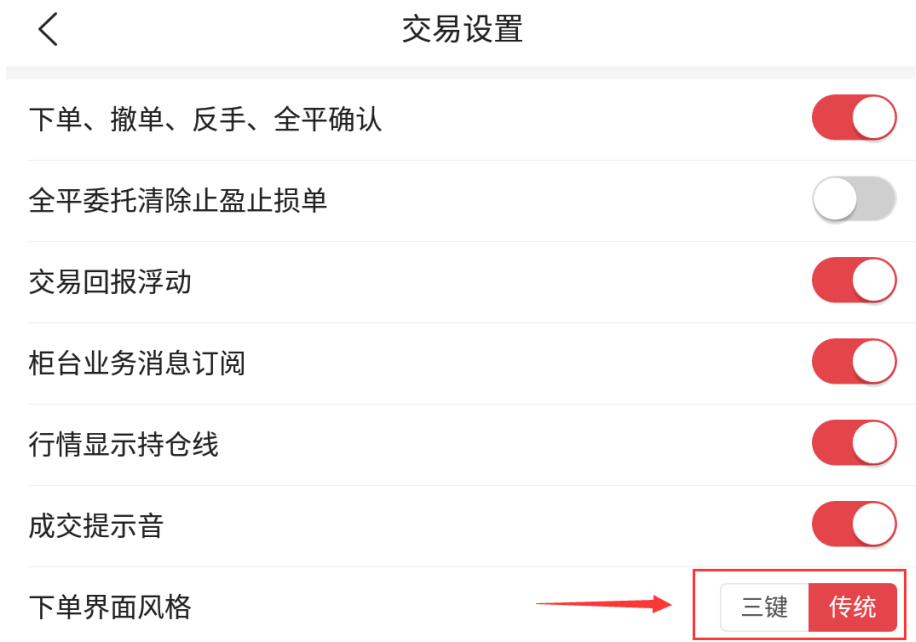 交易设置
下单、撤单、反手、全平确认
全平委托清除止盈止损单
交易回报浮动
柜台业务消息订阅
行情显示持仓线
成交提示音
下单界面风格 三键 传统